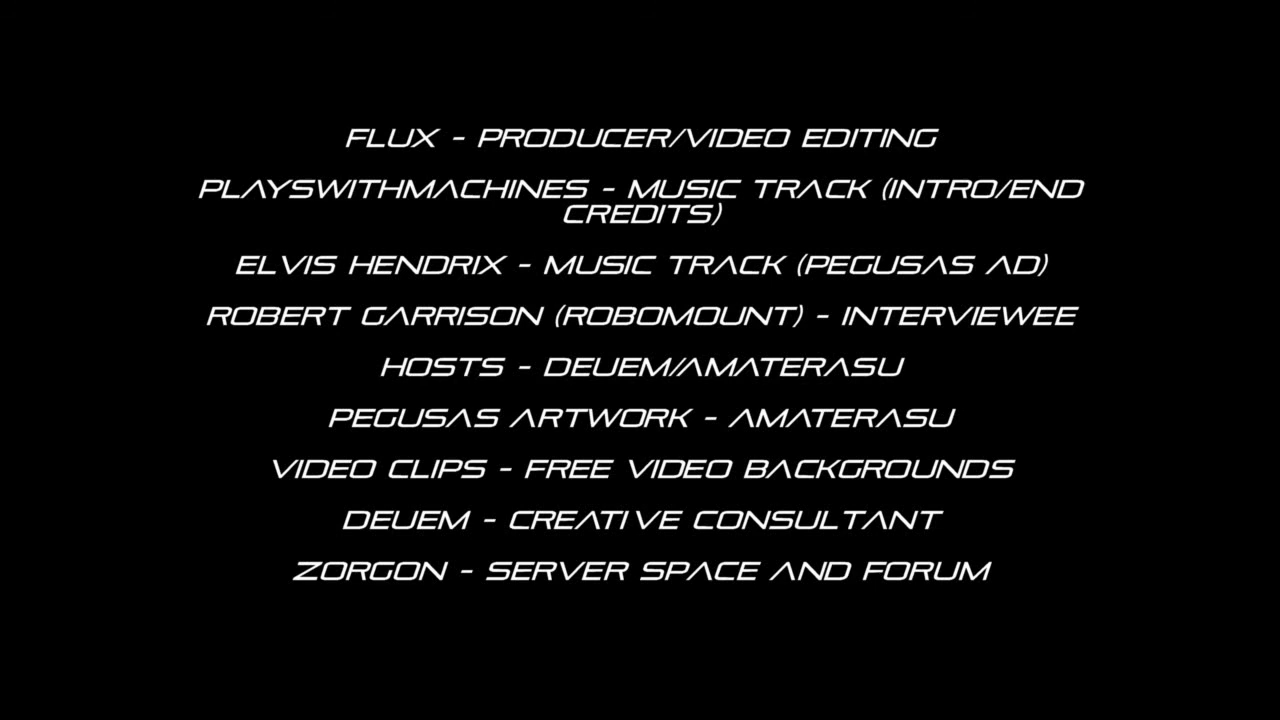 FLUX - PRODUCER/VIDEO EDITING
PLAYSWITHMACHINES - MUSIC TRACK (INTRO/END
CREDITS)
ELVIS HENDRIX - MUSIC TRACK (PEGUSAS AD)
ROBERT GARRISON (ROBOMOUNT) - INTERVIEWEE
HOSTS - DEUEM/AMATERASU
PEGUSAS ARTWORK - AMATERASU
VIDEO CLIPS - FREE VIDEO BACKGROUNDS
DEUEM - CREATIVE CONSULTANT
ZORGON - SERVER SPACE AND FORUM